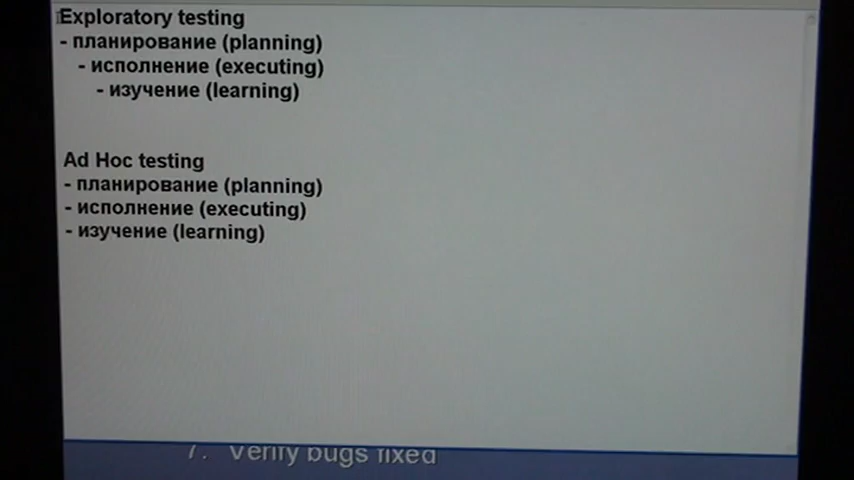 Exploratory testing
- планирование (planning)
- исполнение (executing)
- изучение (learning)
Ad Hoc testing
- планирование (planning)
- исполнение (executing)
- изучение (learning)
7. Verify bugs fixed